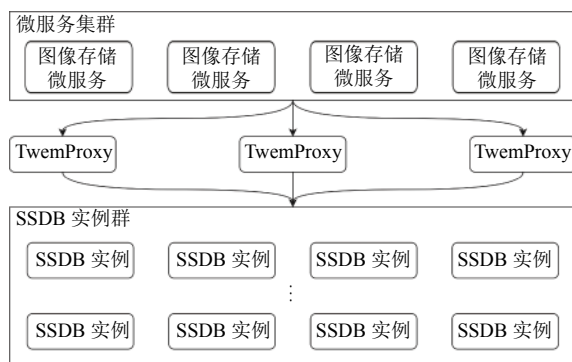 微服务集群
图像存储 图像存储 图像存储 图像存储
微服务 微服务 微服务 微服务
TwemProxy TwemProxy TwemProxy
SSDB 实例群
SSDB 实例 SSDB 实例 SSDB 实例 SSDB 实例
⋮
SSDB 实例 SSDB 实例 SSDB 实例 SSDB 实例